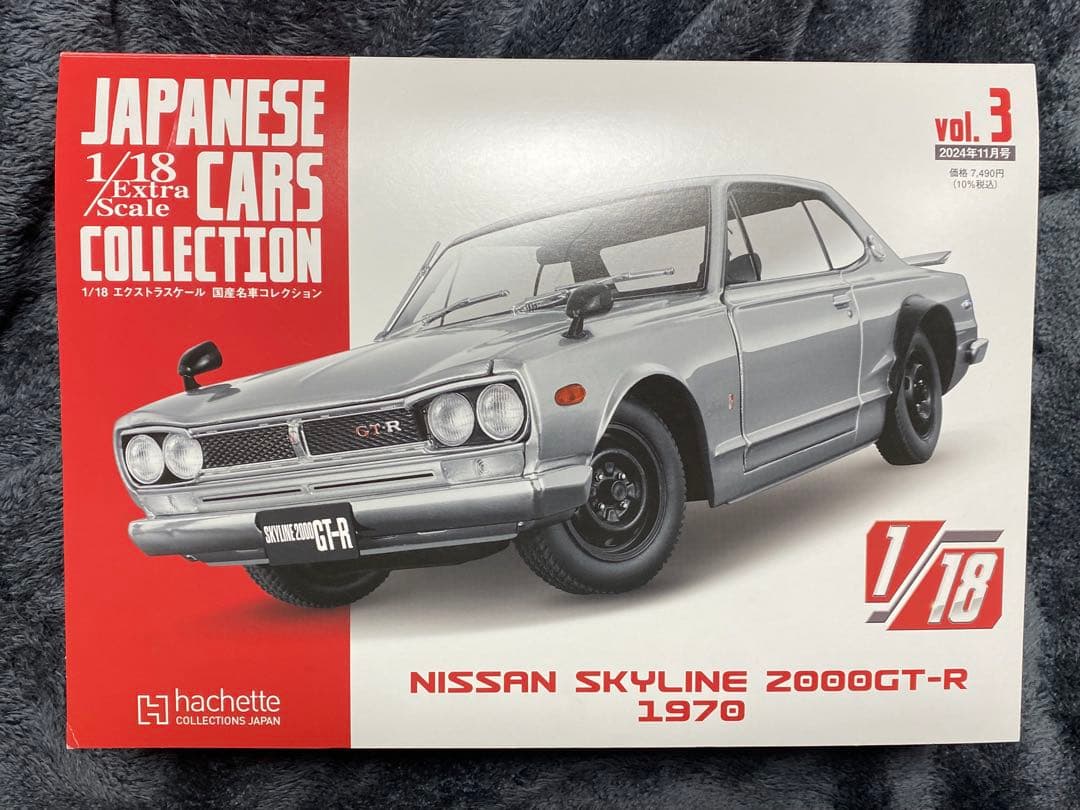 JAPANESE
1/18 Extra Scale CARS
COLLECTION
1/18 エクストラスケール 国産名車コレクション
vol. 3
2024年11月号
価格 7,490円
(10%税込)
GT-R
SKYLINE2000GT-R
1/18
NISSAN SKYLINE 2000GT-R
1970
hachette
COLLECTIONS JAPAN